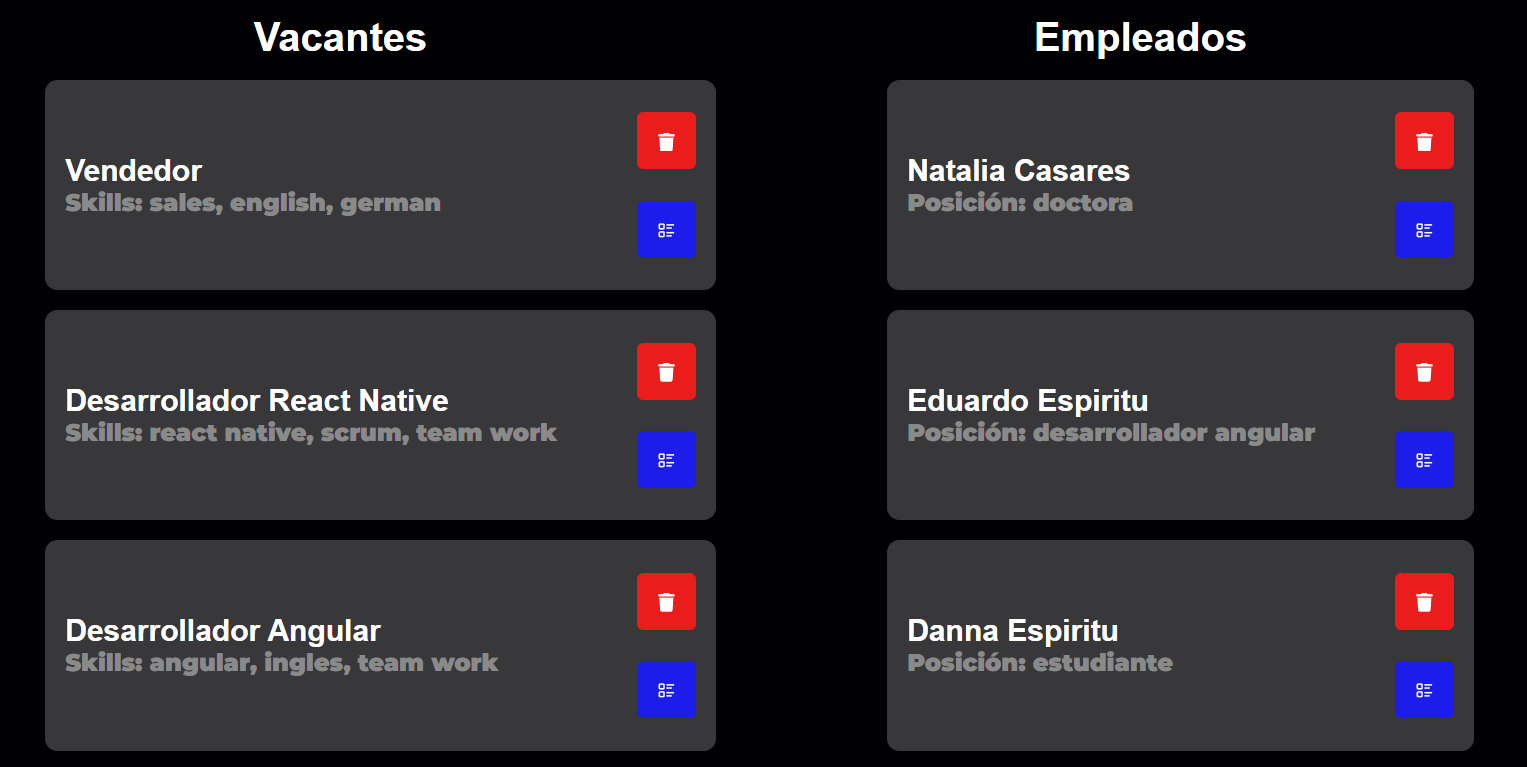 Vacantes
Vendedor
Skills: sales, english, german
Desarrollador React Native
Skills: react native, scrum, team work
Desarrollador Angular
Skills: angular, ingles, team work
Empleados
Natalia Casares
Posición: doctora
Eduardo Espiritu
Posición: desarrollador angular
Danna Espiritu
Posición: estudiante